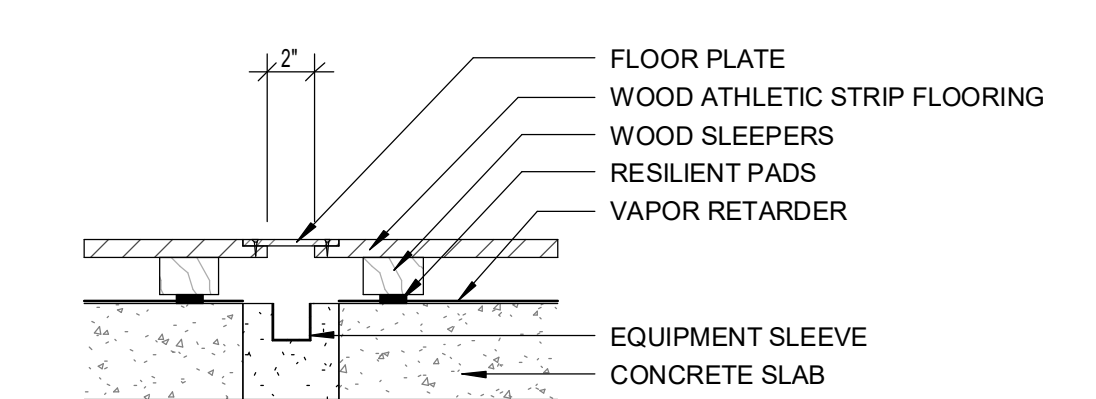 2"
FLOOR PLATE
WOOD ATHLETIC STRIP FLOORING
WOOD SLEEPERS
RESILIENT PADS
VAPOR RETARDER
EQUIPMENT SLEEVE
CONCRETE SLAB